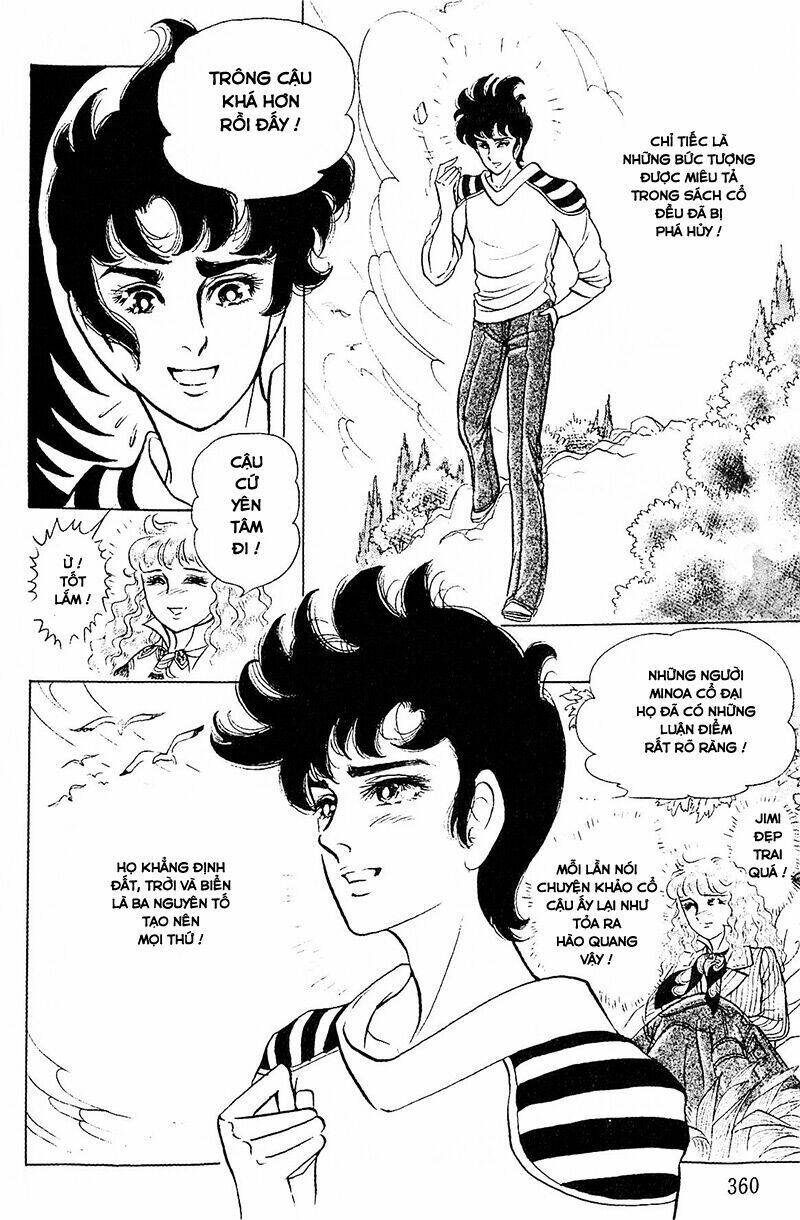 TRÔNG CẬU
KHÁ HƠN
RỒI ĐẤY !
CHỈ TIẾC LÀ
NHỮNG BỨC TƯỢNG
ĐƯỢC MIÊU TẢ
TRONG SÁCH CỔ
ĐỀU ĐÃ BỊ
PHÁ HỦY !
CẬU
CỨ
YÊN
TÂM
ĐI !
Ừ !
TỐT
LẮM !
NHỮNG NGƯỜI
MINOA CỔ ĐẠI
HỌ ĐÃ CÓ NHỮNG
LUẬN ĐIỂM
RẤT RÕ RÀNG !
JIMI
ĐẸP
TRAI
QUÁ !
HỌ KHẲNG ĐỊNH
ĐẤT, TRỜI VÀ BIỂN
LÀ BA NGUYÊN TỐ
TẠO NÊN
MỌI THỨ !
MỖI LẦN NÓI
CHUYỆN KHẢO CỔ
CẬU ẤY LẠI NHƯ
TỎA RA
HÀO QUANG
VẬY !
360